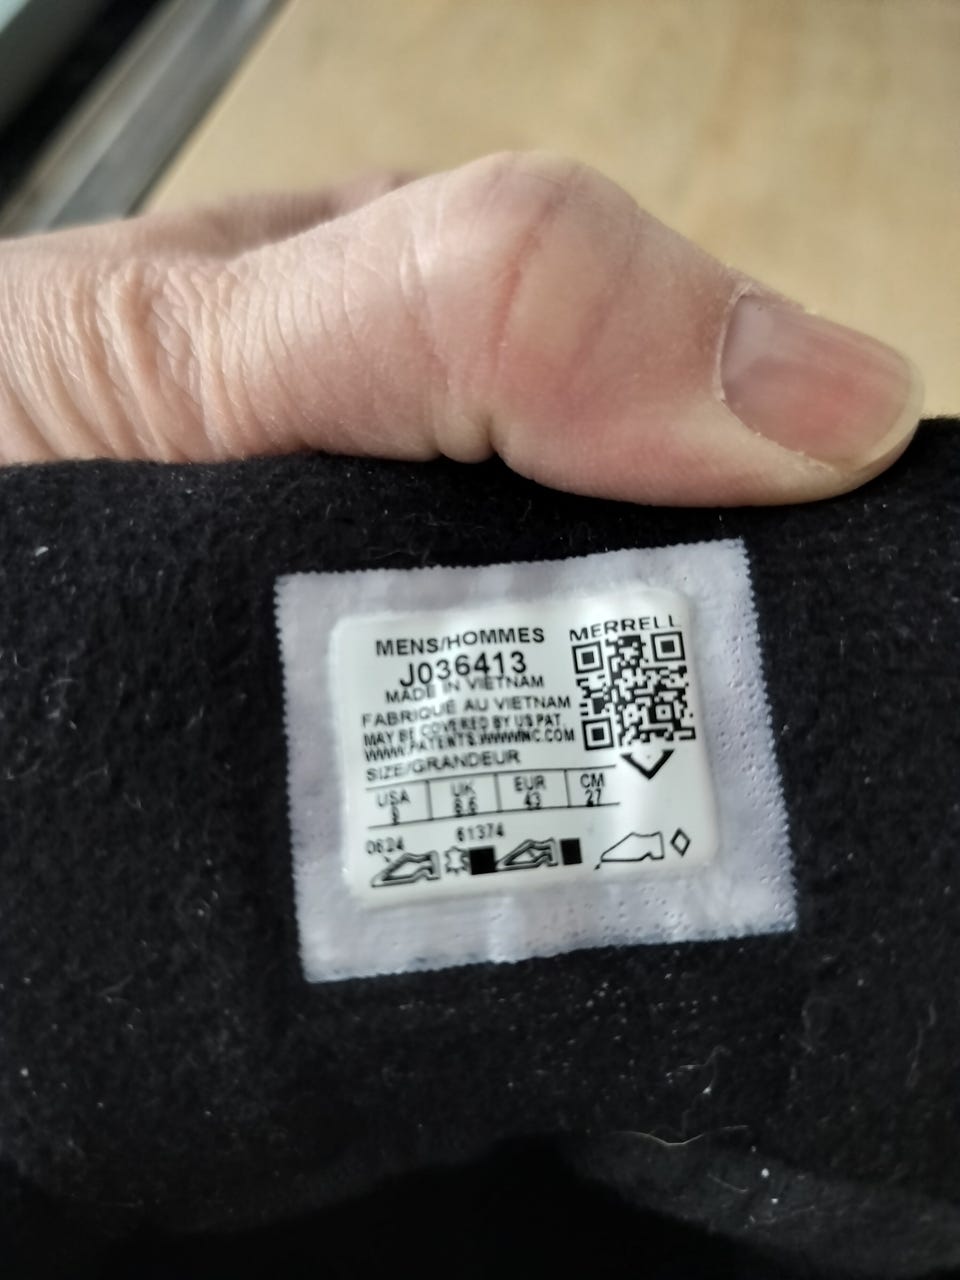 MENS/HOMMES
MERRELL
J036413
MADE IN VIETNAM
FABRIQUÉ AU VIETNAM
MAY BE COVERED BY US PAT.
WWW.PATENTS.WWWINC.COM
SIZE/GRANDEUR
USA UK EUR CM
9 8.5 43 27
0624 61374